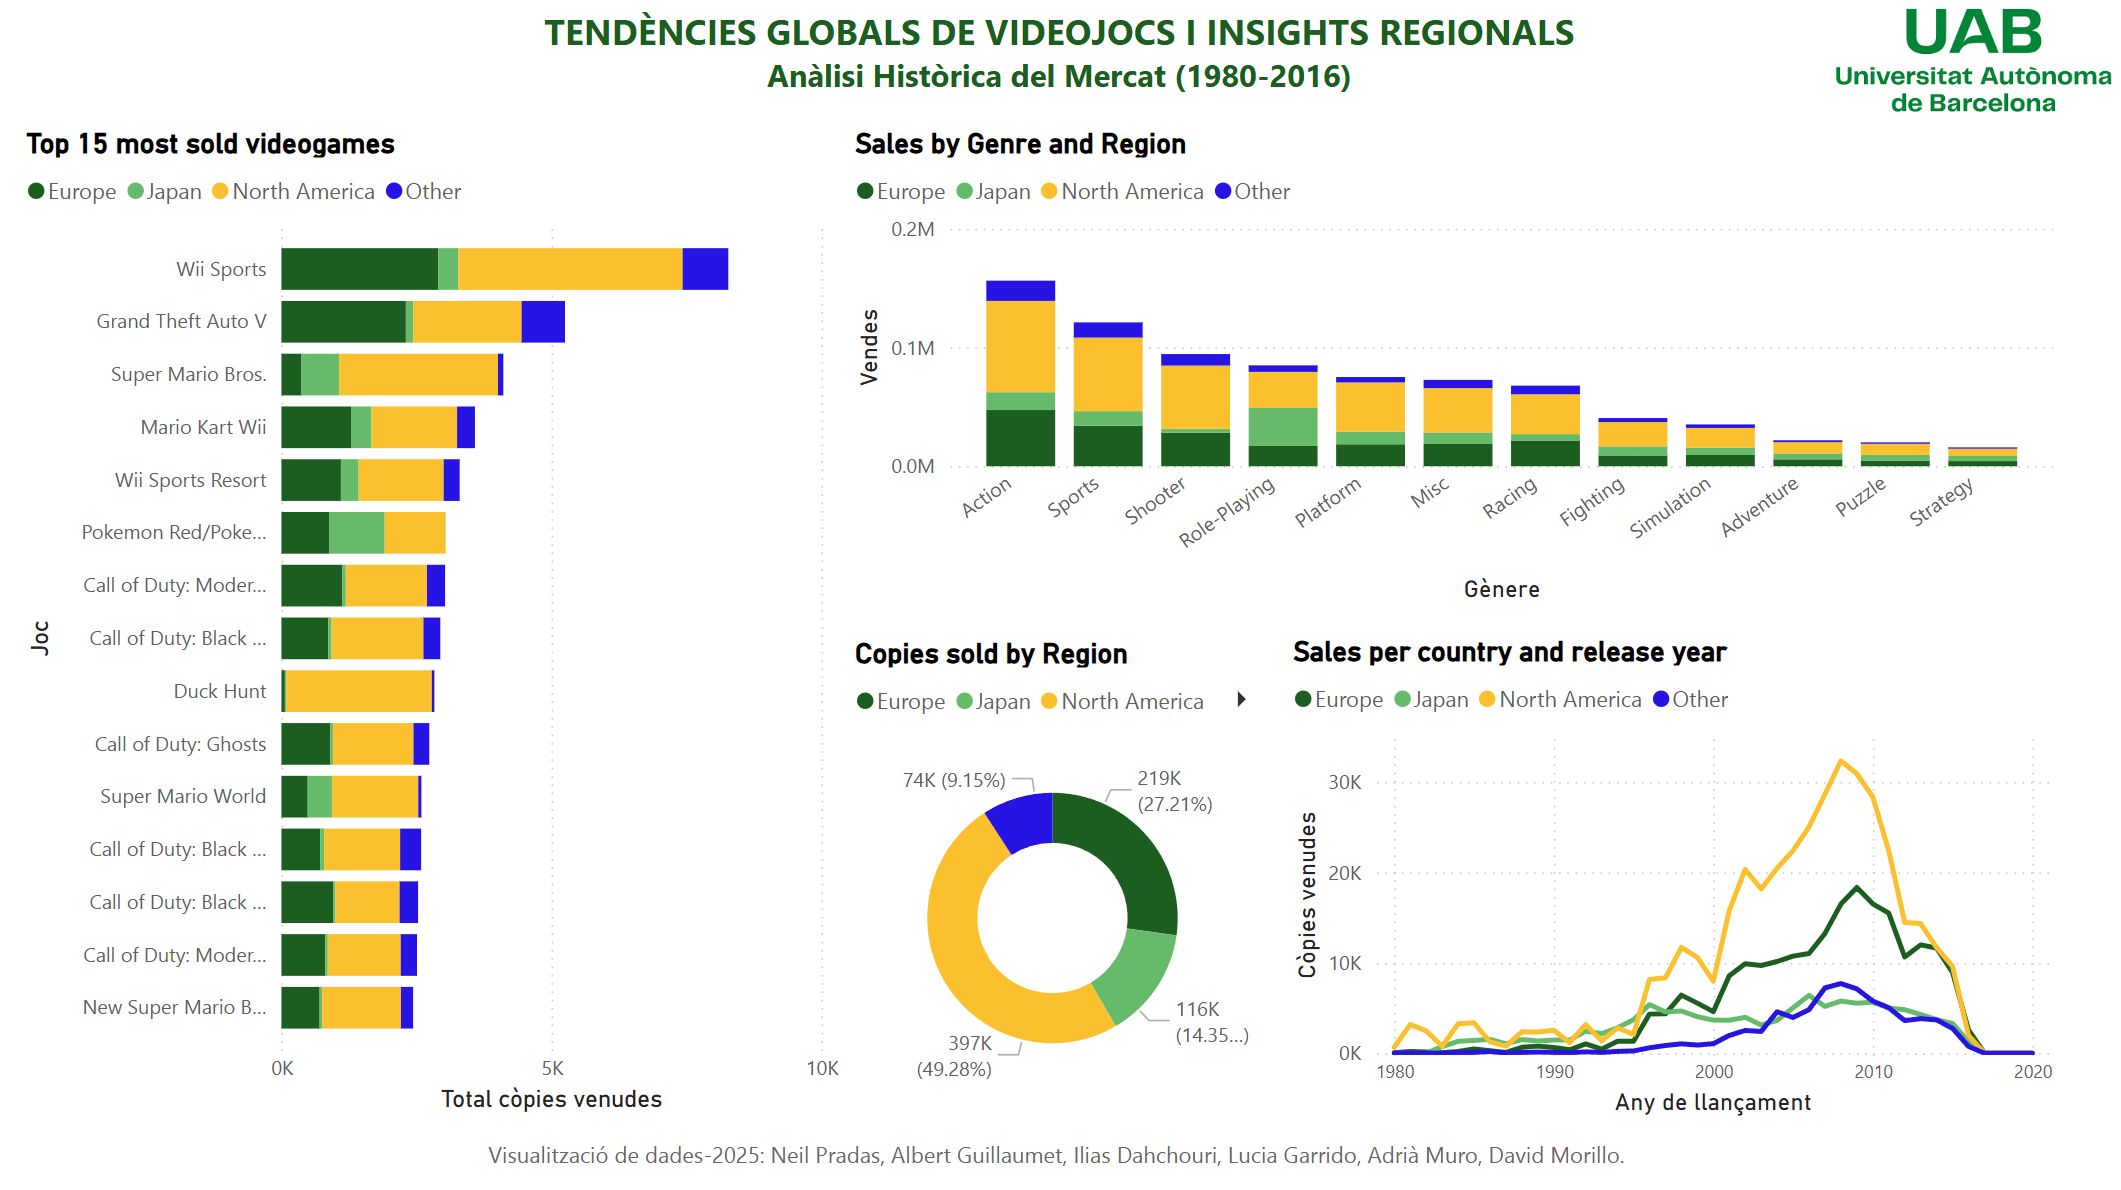 TENDÈNCIES GLOBALS DE VIDEOJOCS I INSIGHTS REGIONALS
Anàlisi Històrica del Mercat (1980-2016)
UAB
Universitat Autònoma
de Barcelona
Top 15 most sold videogames
Europe Japan North America Other
Joc
Wii Sports
Grand Theft Auto V
Super Mario Bros.
Mario Kart Wii
Wii Sports Resort
Pokemon Red/Poke...
Call of Duty: Moder...
Call of Duty: Black ...
Duck Hunt
Call of Duty: Ghosts
Super Mario World
Call of Duty: Black ...
Call of Duty: Black ...
Call of Duty: Moder...
New Super Mario B...
0K 5K 10K
Total còpies venudes
Sales by Genre and Region
Europe Japan North America Other
Vendes
0.2M
0.1M
0.0M
Action Sports Shooter Role-Playing Platform Misc Racing Fighting Simulation Adventure Puzzle Strategy
Gènere
Copies sold by Region
Europe Japan North America
74K (9.15%)
219K
(27.21%)
116K
(14.35...)
397K
(49.28%)
Sales per country and release year
Europe Japan North America Other
Còpies venudes
30K
20K
10K
0K
1980 1990 2000 2010 2020
Any de llançament
Visualització de dades-2025: Neil Pradas, Albert Guillaumet, Ilias Dahchouri, Lucia Garrido, Adrià Muro, David Morillo.